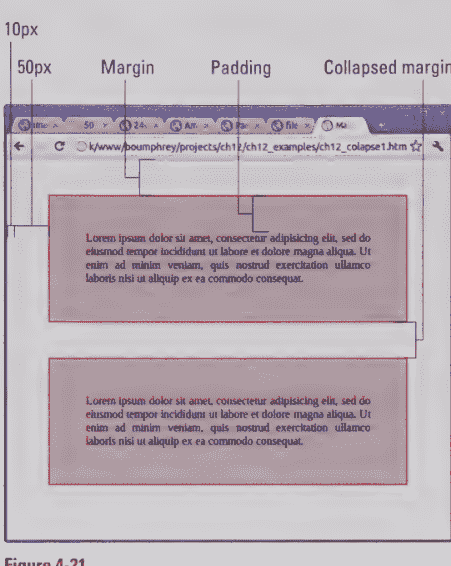 10px
50px Margin Padding Collapsed margin
50 24. file
k/www/boumphrey/projects/ch12/ch12_examples/ch12_colapse1.htm
Lorem ipsum dolor sit amet, consectetur adipisicing elit, sed do
eiusmod tempor incididunt ut labore et dolore magna aliqua. Ut
enim ad minim veniam, quis nostrud exercitation ullamco
laboris nisi ut aliquip ex ea commodo consequat.
Lorem ipsum dolor sit amet, consectetur adipisicing elit, sed do
eiusmod tempor incididunt ut labore et dolore magna aliqua. Ut
enim ad minim veniam, quis nostrud exercitation ullamco
laboris nisi ut aliquip ex ea commodo consequat.
Figure 4-21